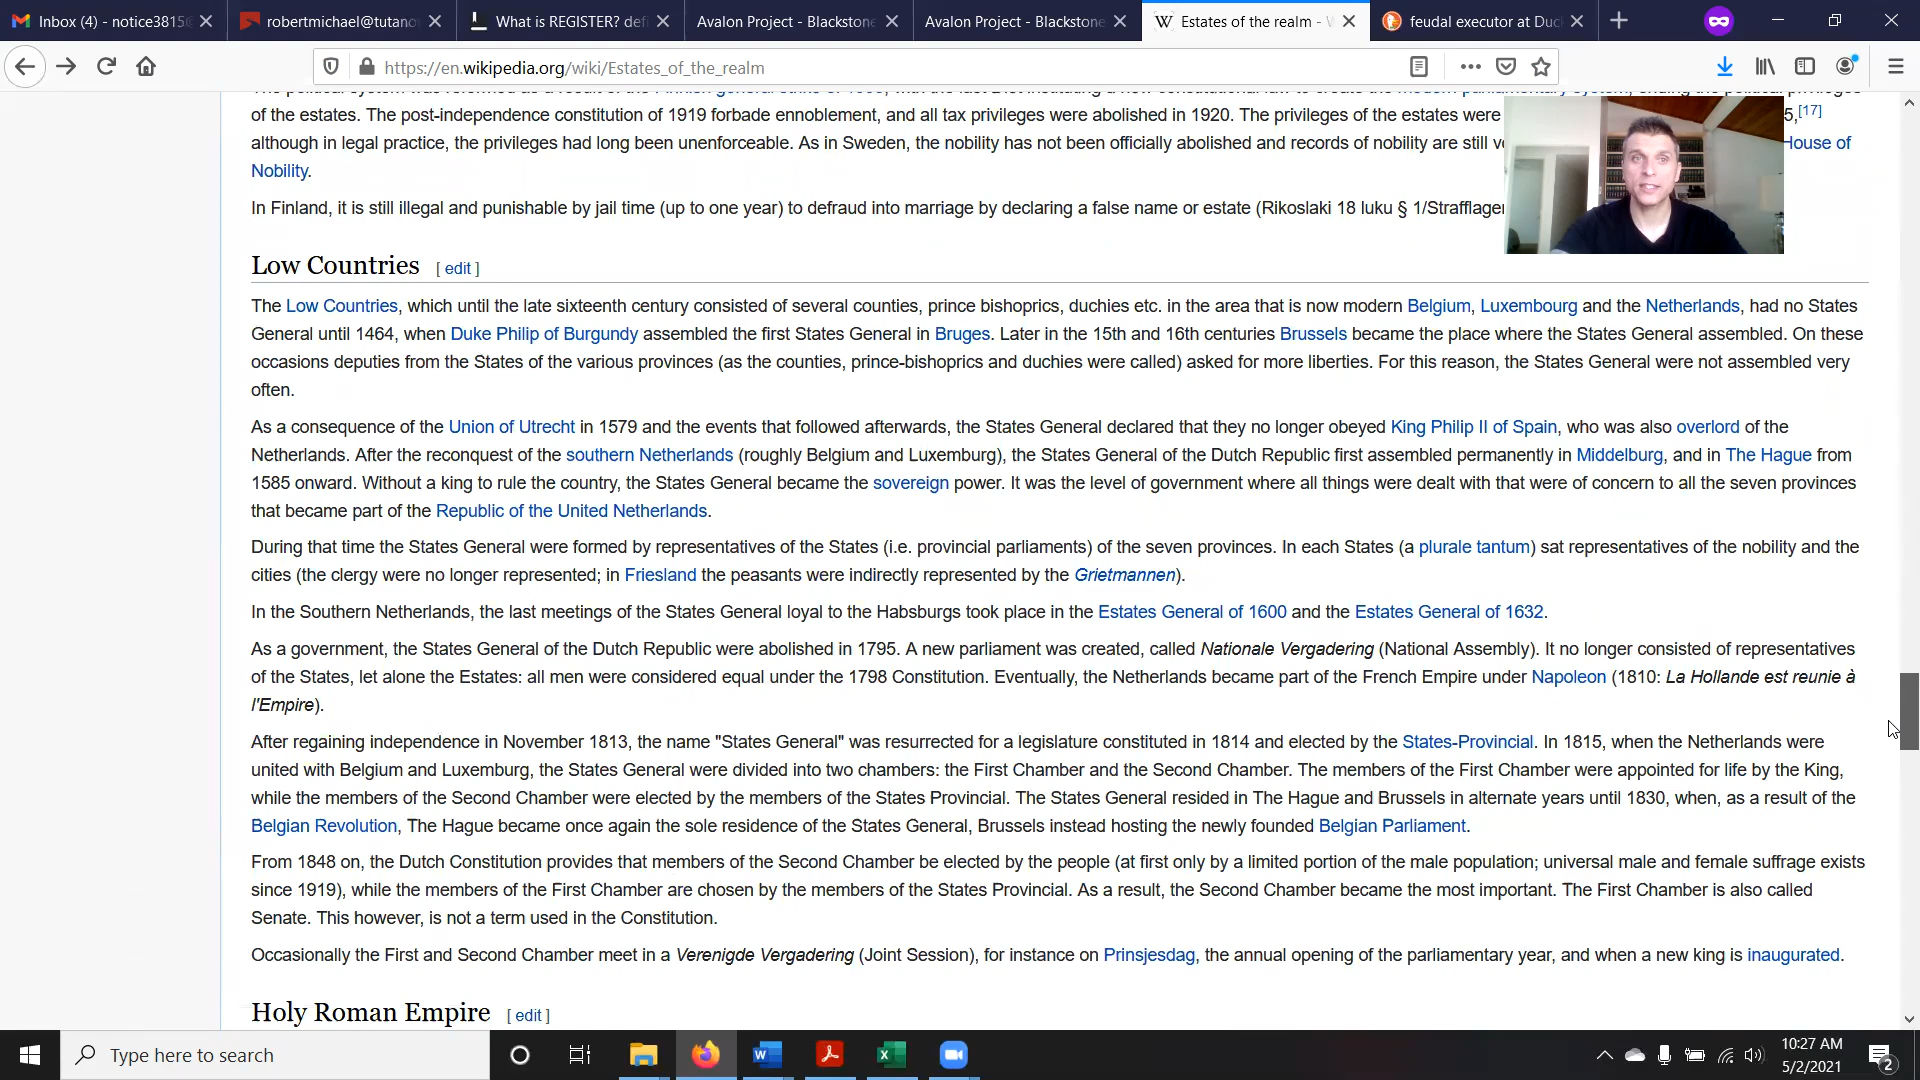 Inbox (4) - notice3815
robertmichael@tutano
What is REGISTER? defi
Avalon Project - Blackstone
Avalon Project - Blackstone
Estates of the realm - W
feudal executor at Duc
https://en.wikipedia.org/wiki/Estates_of_the_realm
of the estates. The post-independence constitution of 1919 forbade ennoblement, and all tax privileges were abolished in 1920. The privileges of the estates were 5,[17]
although in legal practice, the privileges had long been unenforceable. As in Sweden, the nobility has not been officially abolished and records of nobility are still House of
Nobility.
In Finland, it is still illegal and punishable by jail time (up to one year) to defraud into marriage by declaring a false name or estate (Rikoslaki 18 luku § 1/Strafflagen
Low Countries [ edit ]
The Low Countries, which until the late sixteenth century consisted of several counties, prince bishoprics, duchies etc. in the area that is now modern Belgium, Luxembourg and the Netherlands, had no States
General until 1464, when Duke Philip of Burgundy assembled the first States General in Bruges. Later in the 15th and 16th centuries Brussels became the place where the States General assembled. On these
occasions deputies from the States of the various provinces (as the counties, prince-bishoprics and duchies were called) asked for more liberties. For this reason, the States General were not assembled very
often.
As a consequence of the Union of Utrecht in 1579 and the events that followed afterwards, the States General declared that they no longer obeyed King Philip II of Spain, who was also overlord of the
Netherlands. After the reconquest of the southern Netherlands (roughly Belgium and Luxemburg), the States General of the Dutch Republic first assembled permanently in Middelburg, and in The Hague from
1585 onward. Without a king to rule the country, the States General became the sovereign power. It was the level of government where all things were dealt with that were of concern to all the seven provinces
that became part of the Republic of the United Netherlands.
During that time the States General were formed by representatives of the States (i.e. provincial parliaments) of the seven provinces. In each States (a plurale tantum) sat representatives of the nobility and the
cities (the clergy were no longer represented; in Friesland the peasants were indirectly represented by the Grietmannen).
In the Southern Netherlands, the last meetings of the States General loyal to the Habsburgs took place in the Estates General of 1600 and the Estates General of 1632.
As a government, the States General of the Dutch Republic were abolished in 1795. A new parliament was created, called Nationale Vergadering (National Assembly). It no longer consisted of representatives
of the States, let alone the Estates: all men were considered equal under the 1798 Constitution. Eventually, the Netherlands became part of the French Empire under Napoleon (1810: La Hollande est reunie à
l'Empire).
After regaining independence in November 1813, the name "States General" was resurrected for a legislature constituted in 1814 and elected by the States-Provincial. In 1815, when the Netherlands were
united with Belgium and Luxemburg, the States General were divided into two chambers: the First Chamber and the Second Chamber. The members of the First Chamber were appointed for life by the King,
while the members of the Second Chamber were elected by the members of the States Provincial. The States General resided in The Hague and Brussels in alternate years until 1830, when, as a result of the
Belgian Revolution, The Hague became once again the sole residence of the States General, Brussels instead hosting the newly founded Belgian Parliament.
From 1848 on, the Dutch Constitution provides that members of the Second Chamber be elected by the people (at first only by a limited portion of the male population; universal male and female suffrage exists
since 1919), while the members of the First Chamber are chosen by the members of the States Provincial. As a result, the Second Chamber became the most important. The First Chamber is also called
Senate. This however, is not a term used in the Constitution.
Occasionally the First and Second Chamber meet in a Verenigde Vergadering (Joint Session), for instance on Prinsjesdag, the annual opening of the parliamentary year, and when a new king is inaugurated.
Holy Roman Empire [ edit ]
Type here to search
10:27 AM
5/2/2021
2